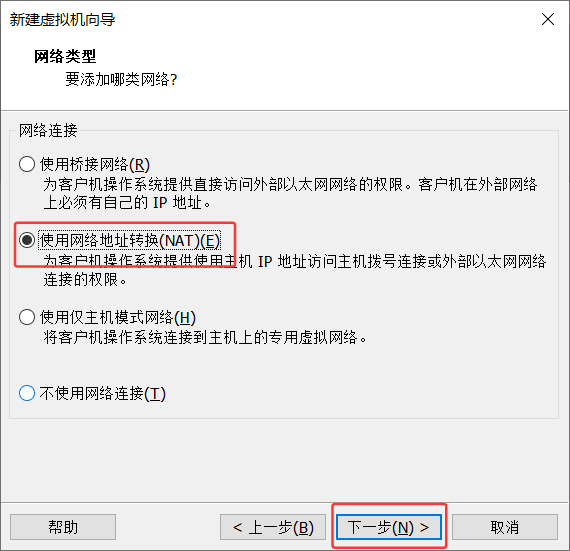 新建虚拟机向导
网络类型
要添加哪类网络?
网络连接
使用桥接网络(R)
为客户机操作系统提供直接访问外部以太网网络的权限。客户机在外部网络
上必须有自己的 IP 地址。
使用网络地址转换(NAT)(E)
为客户机操作系统提供使用主机 IP 地址访问主机拨号连接或外部以太网网络
连接的权限。
使用仅主机模式网络(H)
将客户机操作系统连接到主机上的专用虚拟网络。
不使用网络连接(T)
帮助
< 上一步(B)
下一步(N) >
取消